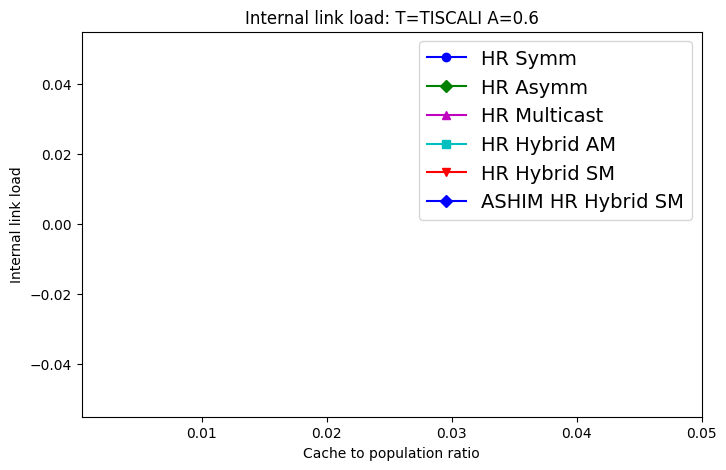 Internal link load: T=TISCALI A=0.6
HR Symm
HR Asymm
HR Multicast
HR Hybrid AM
HR Hybrid SM
ASHIM HR Hybrid SM
Internal link load
0.04
0.02
0.00
−0.02
−0.04
0.01
0.02
0.03
0.04
0.05
Cache to population ratio